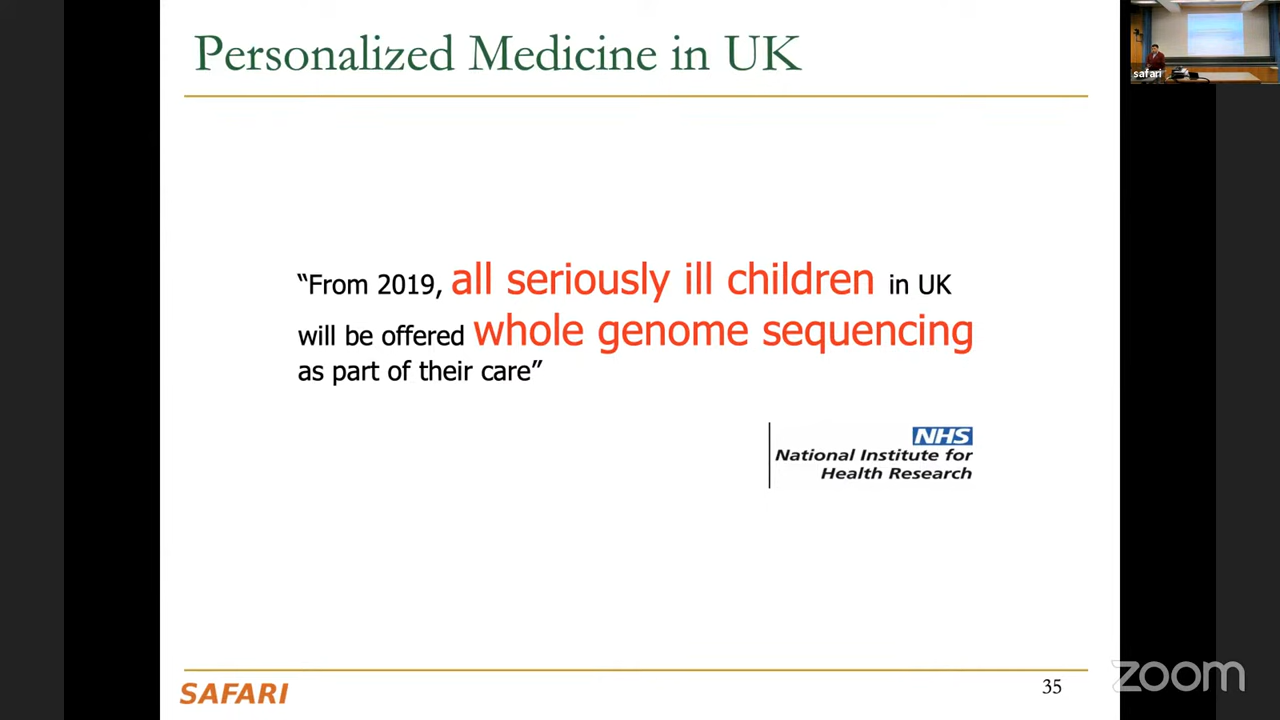 Personalized Medicine in UK
safari
“From 2019, all seriously ill children in UK
will be offered whole genome sequencing
as part of their care”
NHS
National Institute for
Health Research
SAFARI
35
zoom